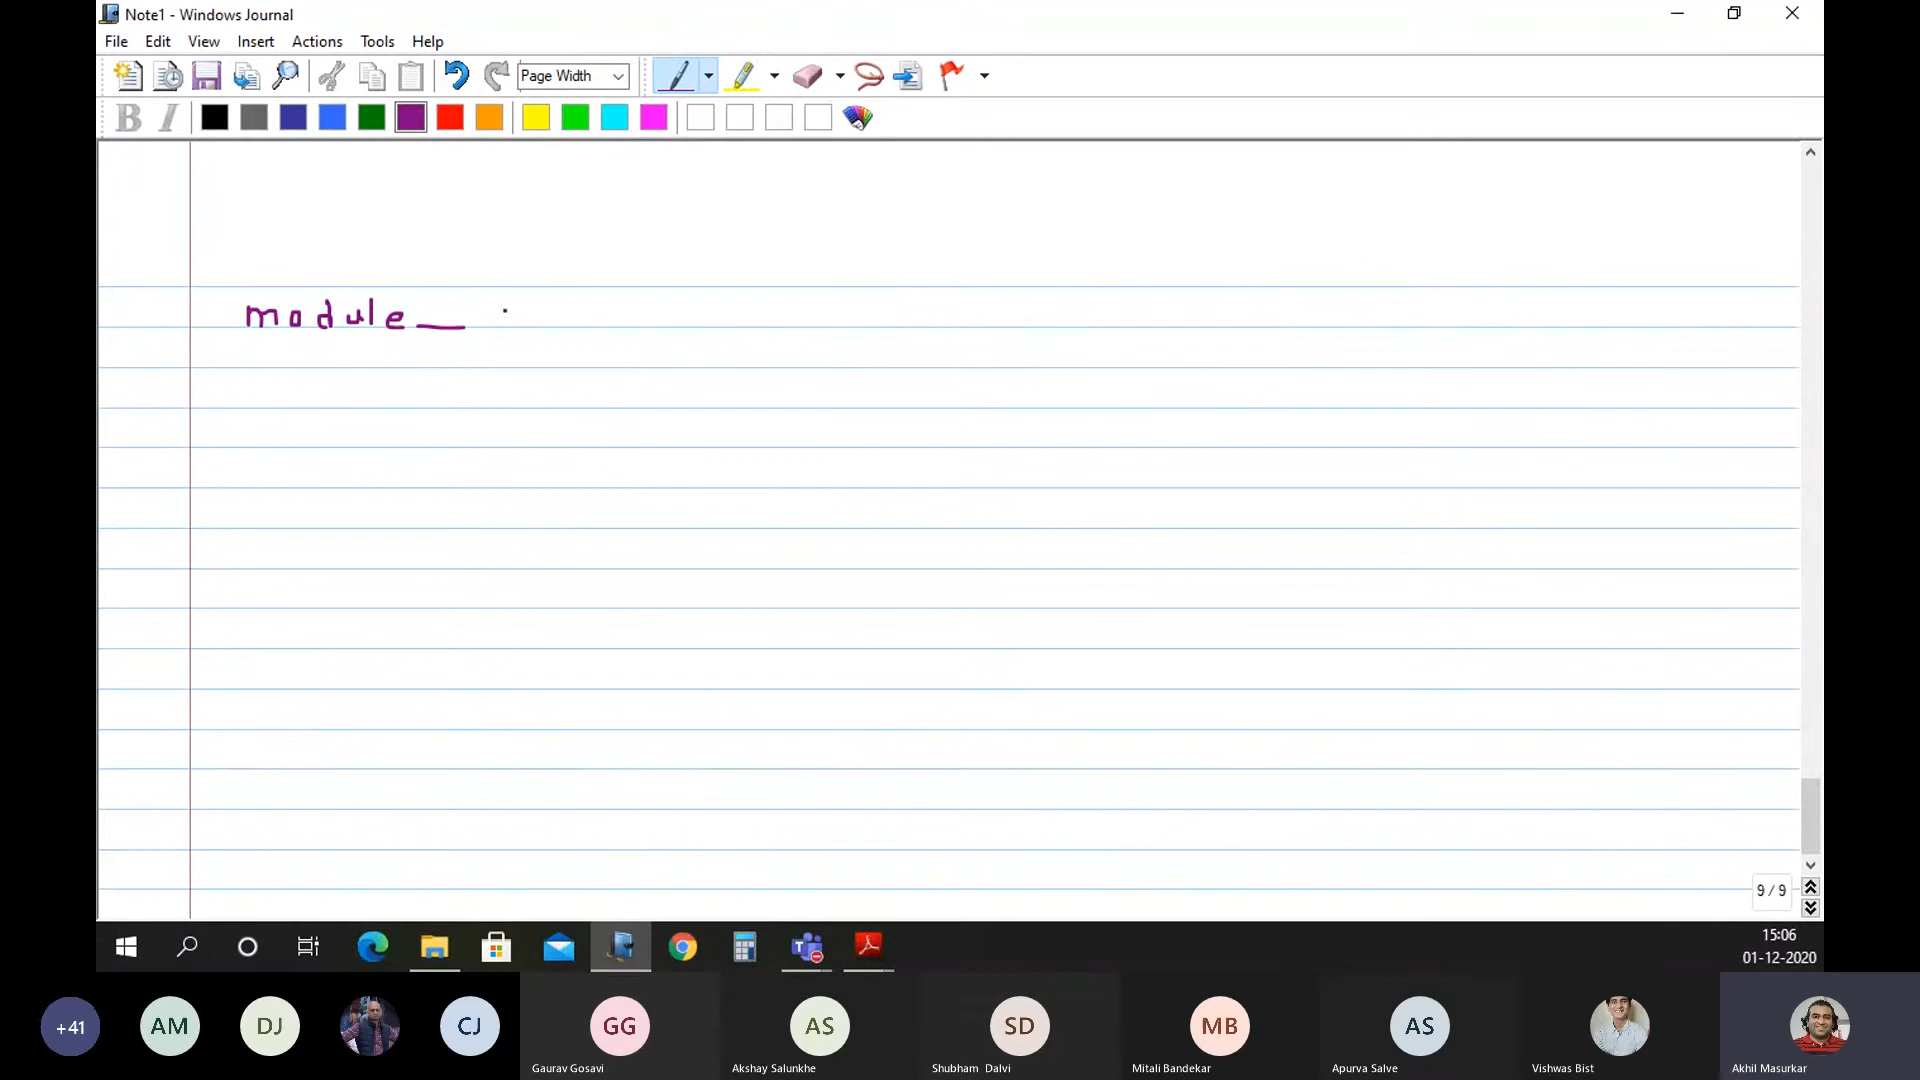 Note1 - Windows Journal
File Edit View Insert Actions Tools Help
Page Width
B I
module __
9 / 9
15:06
01-12-2020
+41 AM DJ CJ GG AS SD MB AS
Gaurav Gosavi Akshay Salunkhe Shubham Dalvi Mitali Bandekar Apurva Salve Vishwas Bist Akhil Masurkar